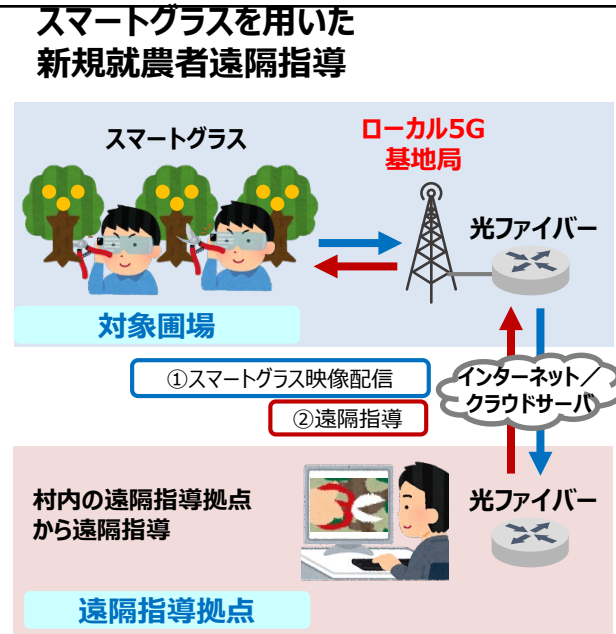 スマートグラスを用いた
新規就農者遠隔指導
スマートグラス
ローカル5G
基地局
光ファイバー
対象圃場
①スマートグラス映像配信
②遠隔指導
インターネット／
クラウドサーバ
村内の遠隔指導拠点
から遠隔指導
光ファイバー
遠隔指導拠点